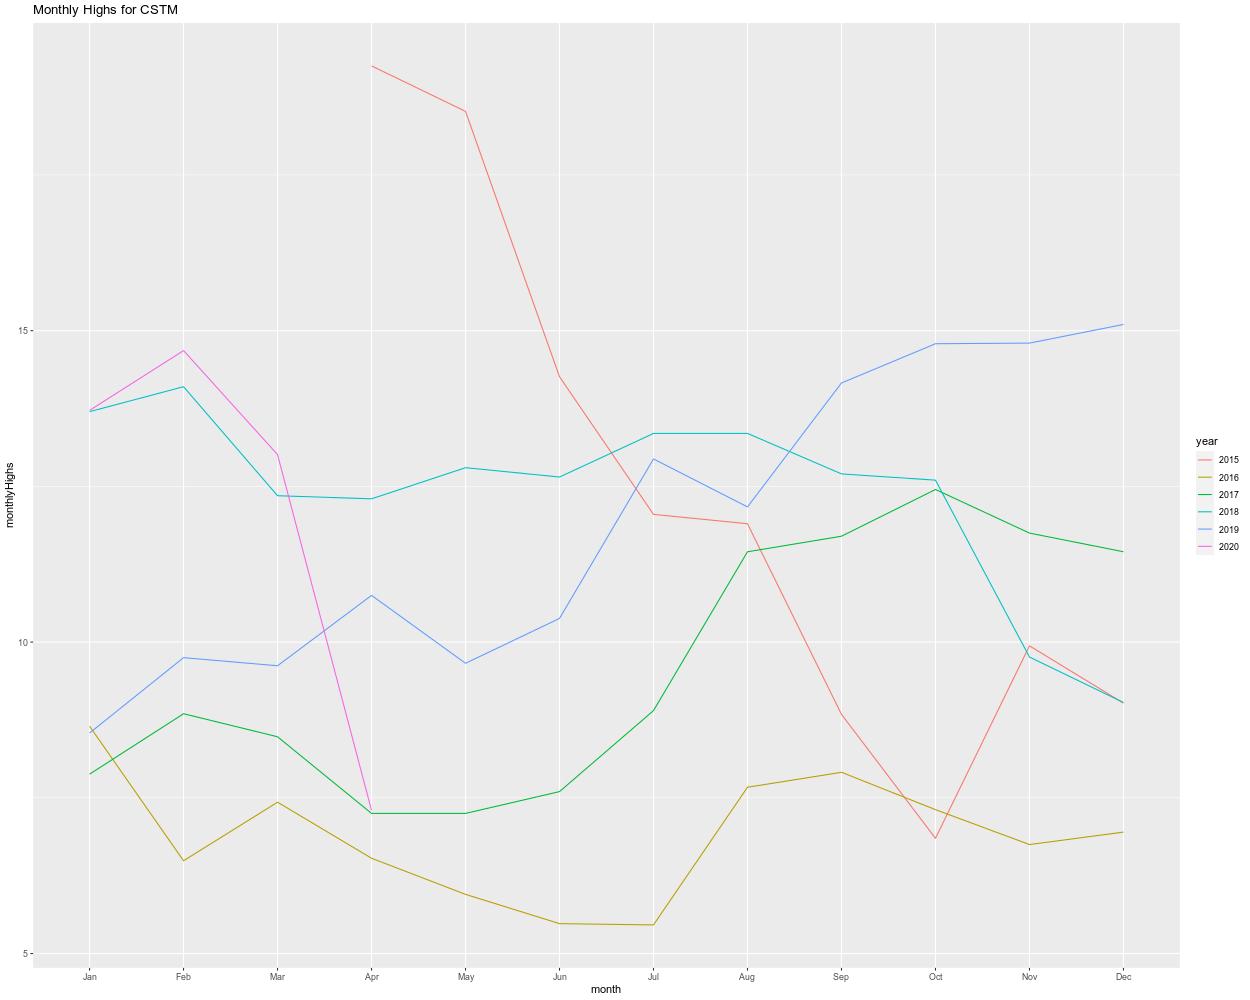 Monthly Highs for CSTM
monthlyHighs
15
10
5
Jan Feb Mar Apr May Jun Jul Aug Sep Oct Nov Dec
month
year
2015
2016
2017
2018
2019
2020